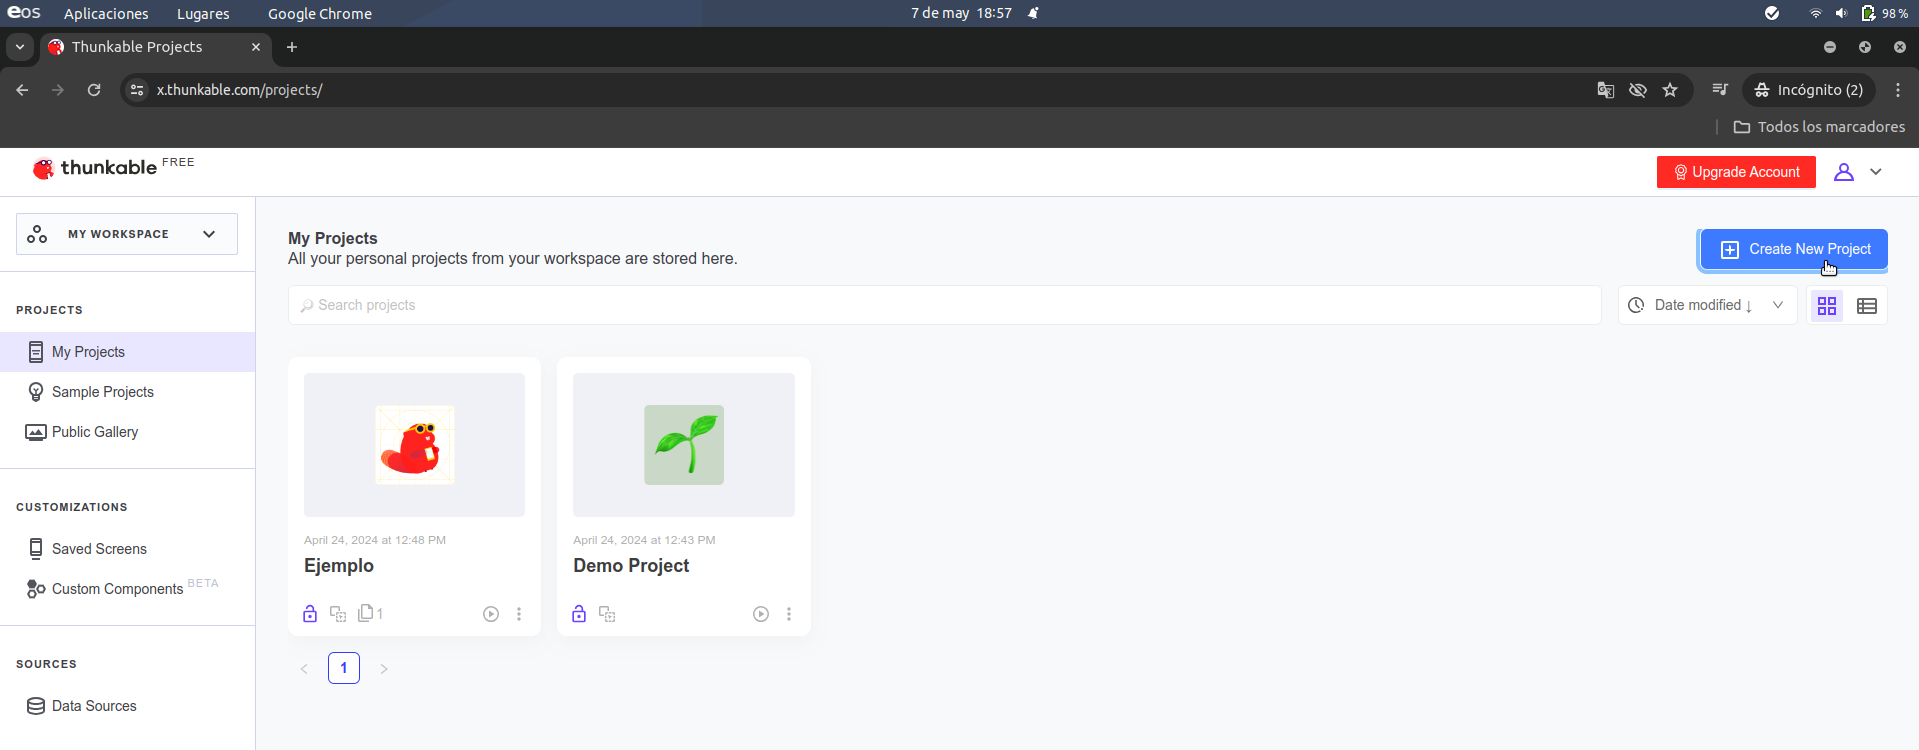 eos Aplicaciones Lugares Google Chrome 7 de may 18:57 98 %
Thunkable Projects
x.thunkable.com/projects/ Incógnito (2)
Todos los marcadores
thunkable FREE Upgrade Account
MY WORKSPACE
PROJECTS
My Projects
Sample Projects
Public Gallery
CUSTOMIZATIONS
Saved Screens
Custom Components BETA
SOURCES
Data Sources
My Projects
All your personal projects from your workspace are stored here.
Create New Project
Search projects
Date modified ↓
April 24, 2024 at 12:48 PM
Ejemplo
1
April 24, 2024 at 12:43 PM
Demo Project
< 1 >